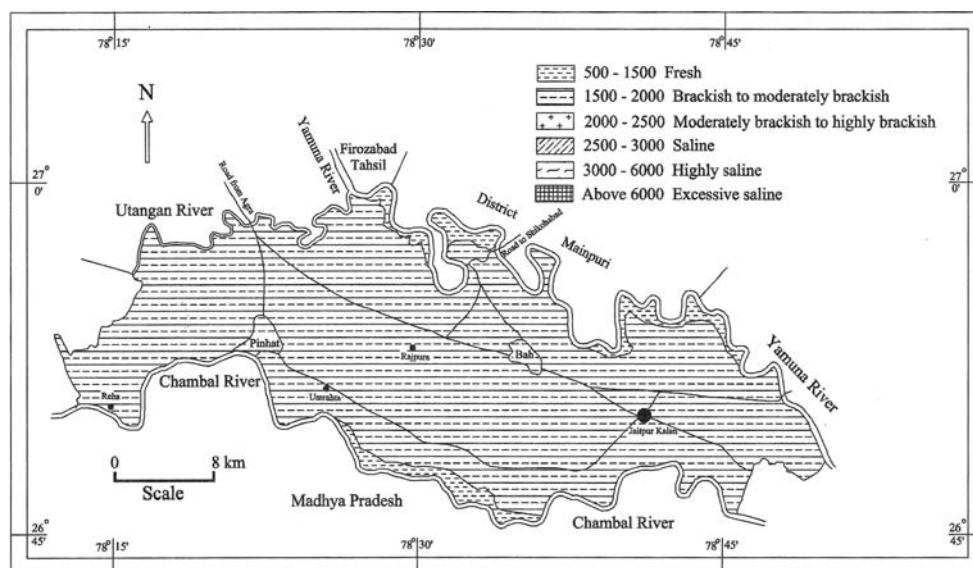 78° 15'
78° 30'
78° 45'
N
500 - 1500 Fresh
1500 - 2000 Brackish to moderately brackish
2000 - 2500 Moderately brackish to highly brackish
2500 - 3000 Saline
3000 - 6000 Highly saline
Above 6000 Excessive saline
27° 0'
27° 0'
Yamuna River
Firozabad
Tahsil
Road from Agra
Utangan River
District
Road to Shikohabad
Mainpuri
Pinhat
Rajpura
Bah
Yamuna River
Chambal River
Reha
Jaitpur Kalan
0 8 km
Scale
Madhya Pradesh
Chambal River
26° 45'
26° 45'
78° 15'
78° 30'
78° 45'